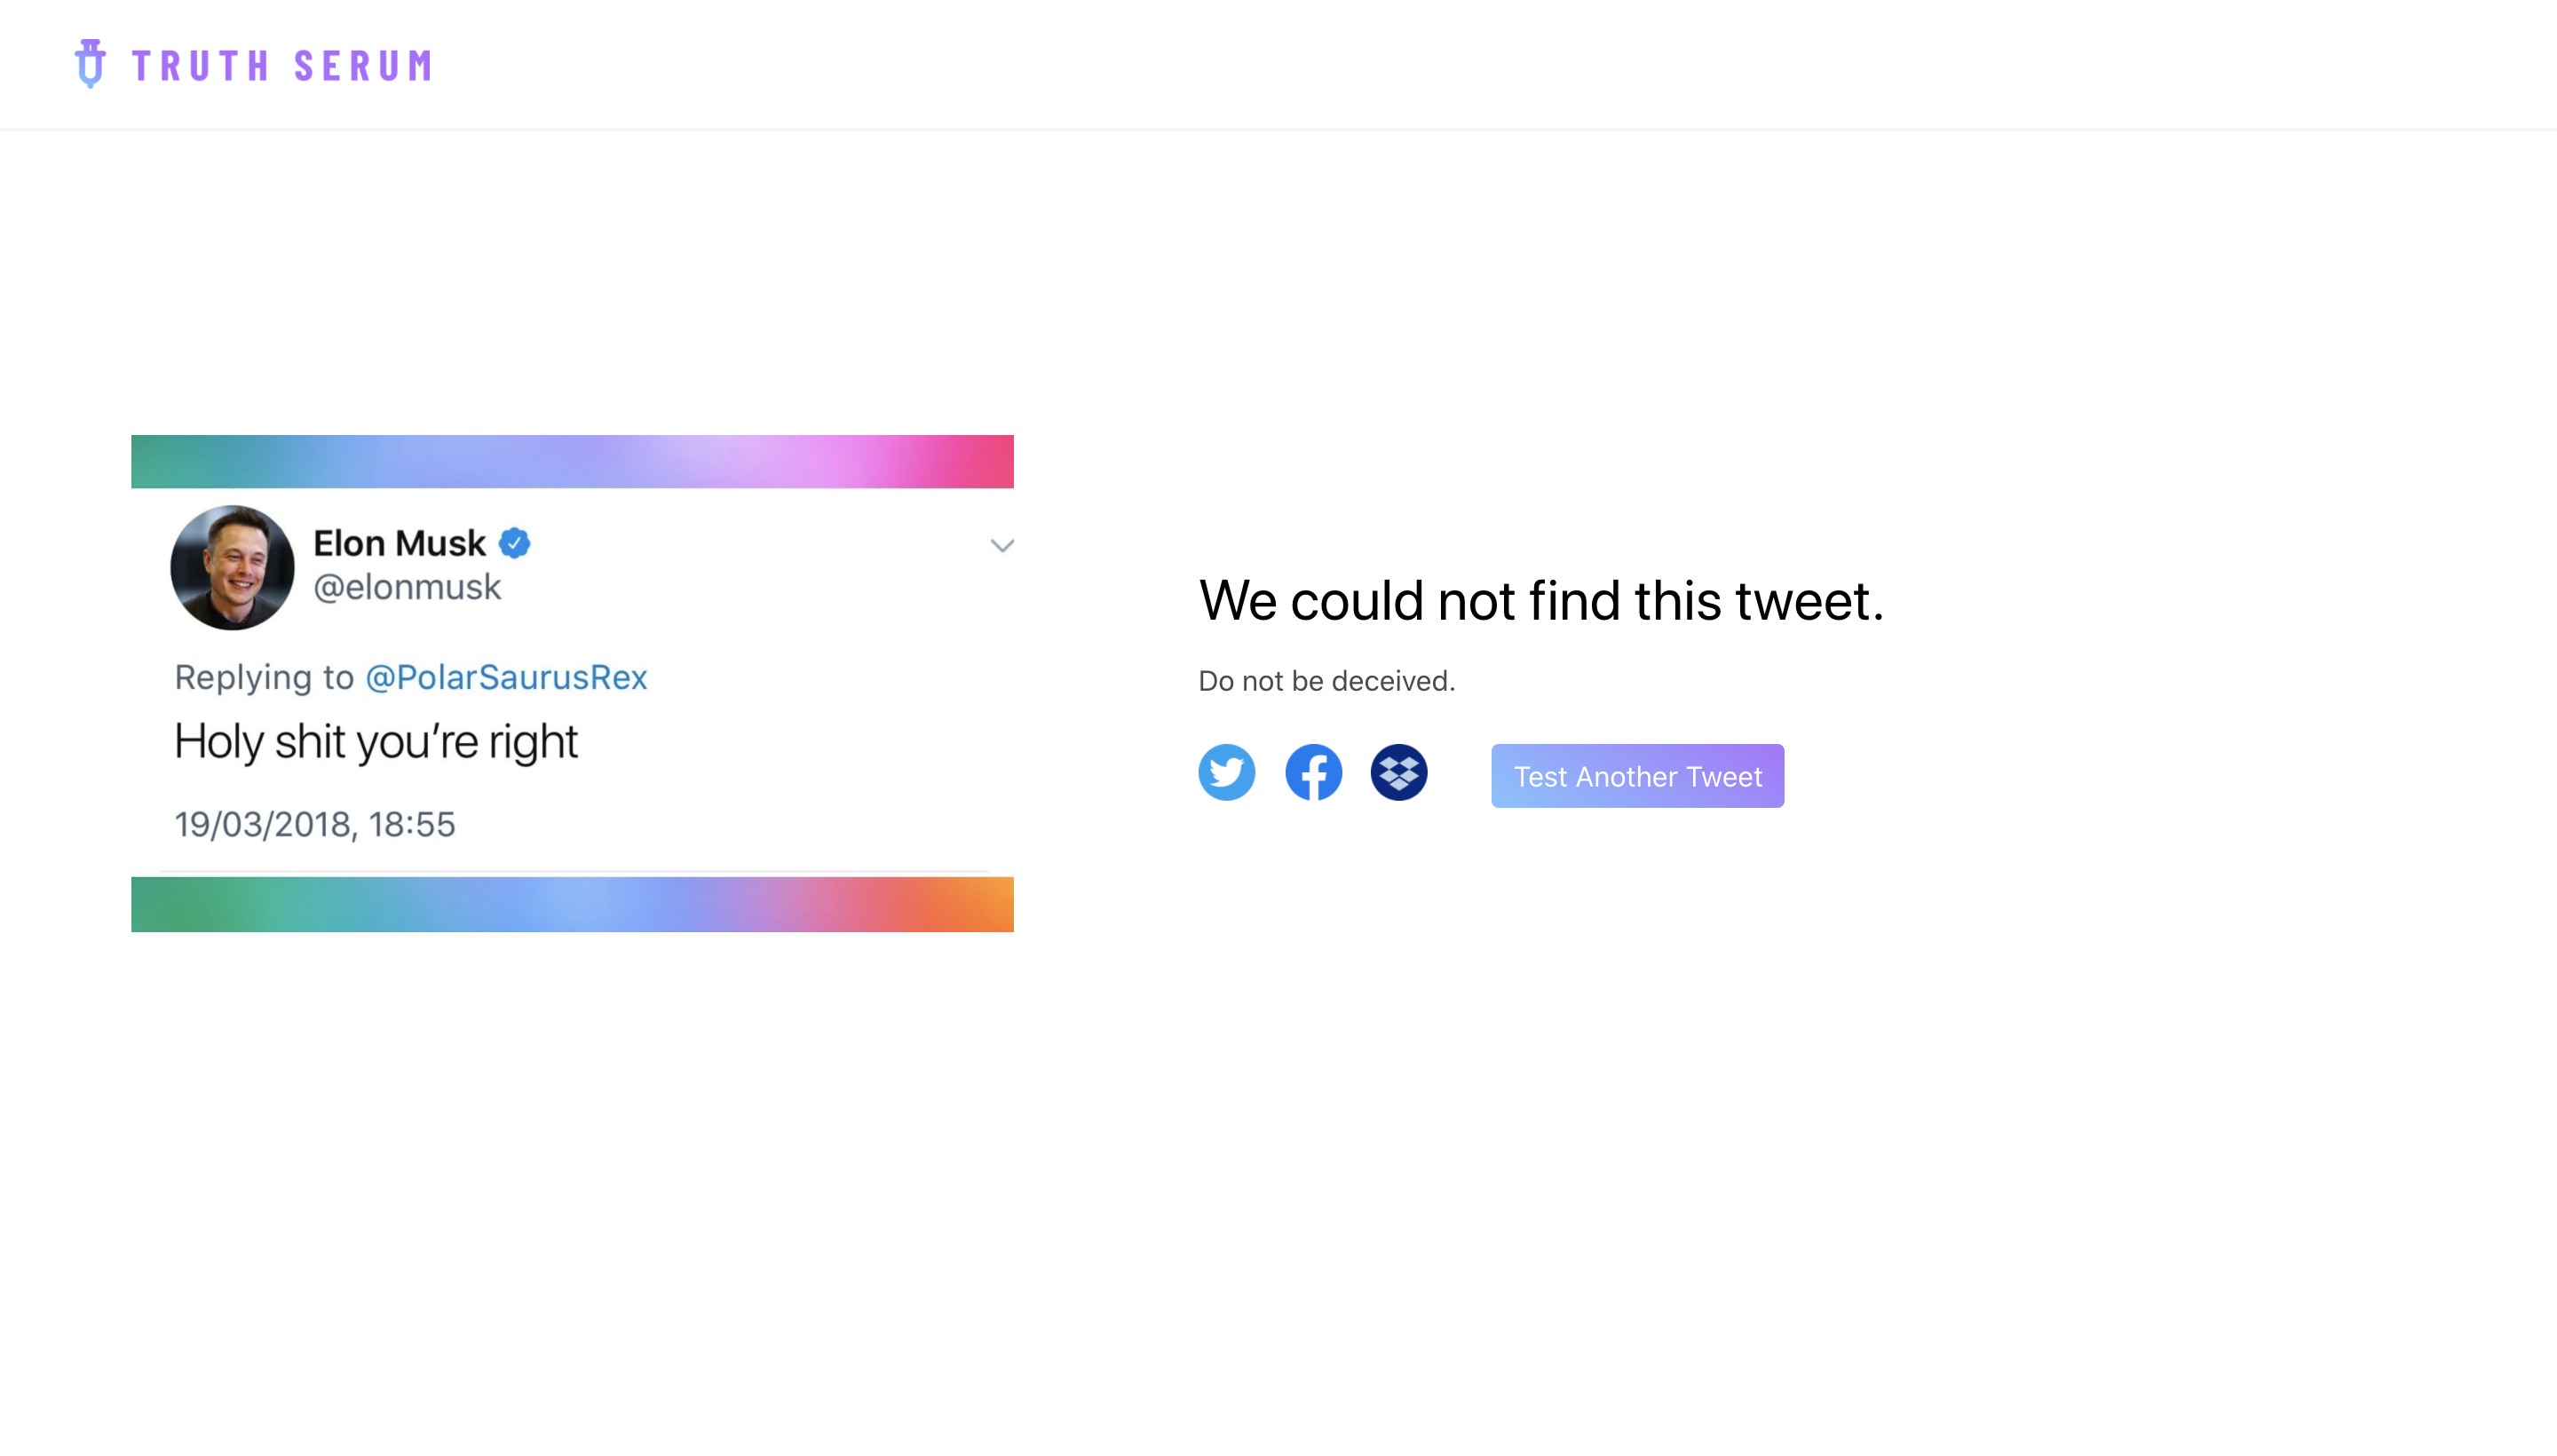 TRUTH SERUM
Elon Musk
@elonmusk
Replying to @PolarSaurusRex
Holy shit you’re right
19/03/2018, 18:55
We could not find this tweet.
Do not be deceived.
Test Another Tweet